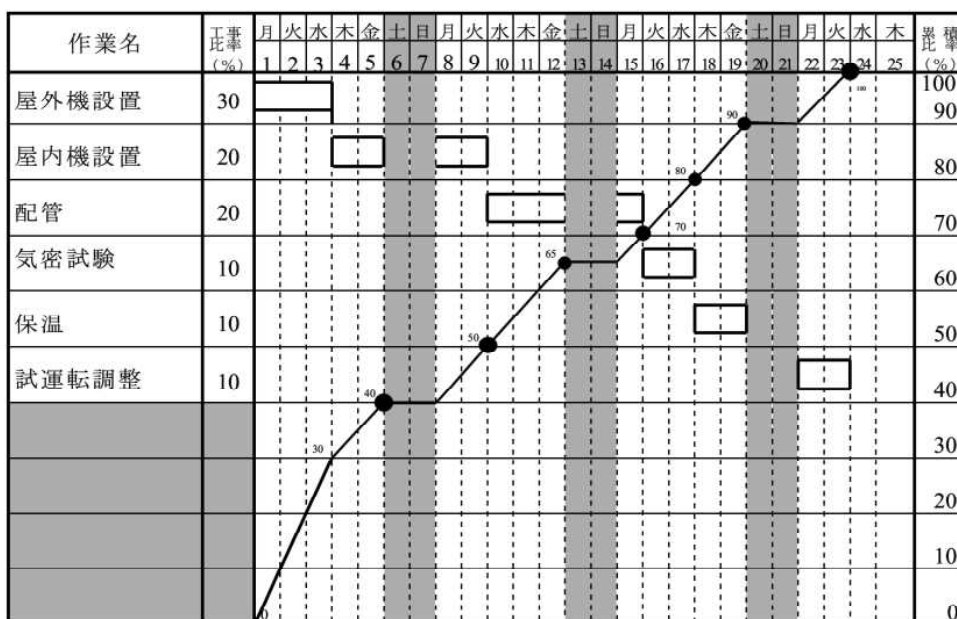 作業名 工事比率(%) 月 火 水 木 金 土 日 月 火 水 木 金 土 日 月 火 水 木 金 土 日 月 火 水 木 累積比率(%)
1 2 3 4 5 6 7 8 9 10 11 12 13 14 15 16 17 18 19 20 21 22 23 24 25
100
100
屋外機設置 30
90
90
屋内機設置 20
80
80
配管 20
70
70
気密試験 10
65
60
保温 10
50
50
試運転調整 10
40
40
30
30
20
10
0
0